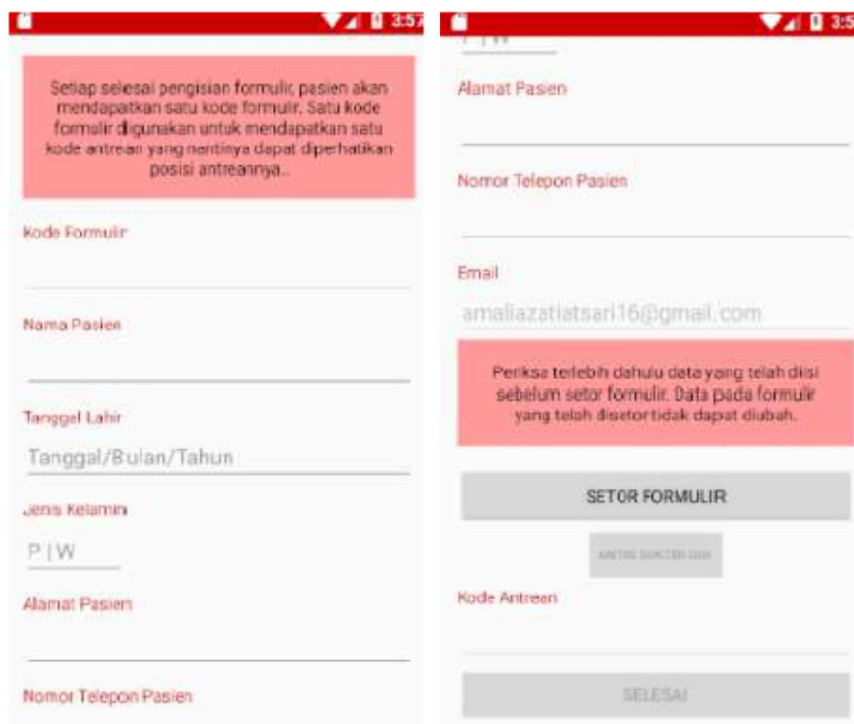 3:57
Setiap selesai pengisian formulir, pasien akan
mendapatkan satu kode formulir. Satu kode
formulir digunakan untuk mendapatkan satu
kode antrean yang nantinya dapat diperhatikan
posisi antreannya..
Kode Formulir
Nama Pasien
Tanggal Lahir
Tanggal/Bulan/Tahun
Jenis Kelamin
P | W
Alamat Pasien
Nomor Telepon Pasien
3:5
P | W
Alamat Pasien
Nomor Telepon Pasien
Email
amaliazatiatsari16@gmail.com
Periksa terlebih dahulu data yang telah diisi
sebelum setor formulir. Data pada formulir
yang telah disetor tidak dapat diubah.
SETOR FORMULIR
ANTRE DOKTER GIGI
Kode Antrean
SELESAI